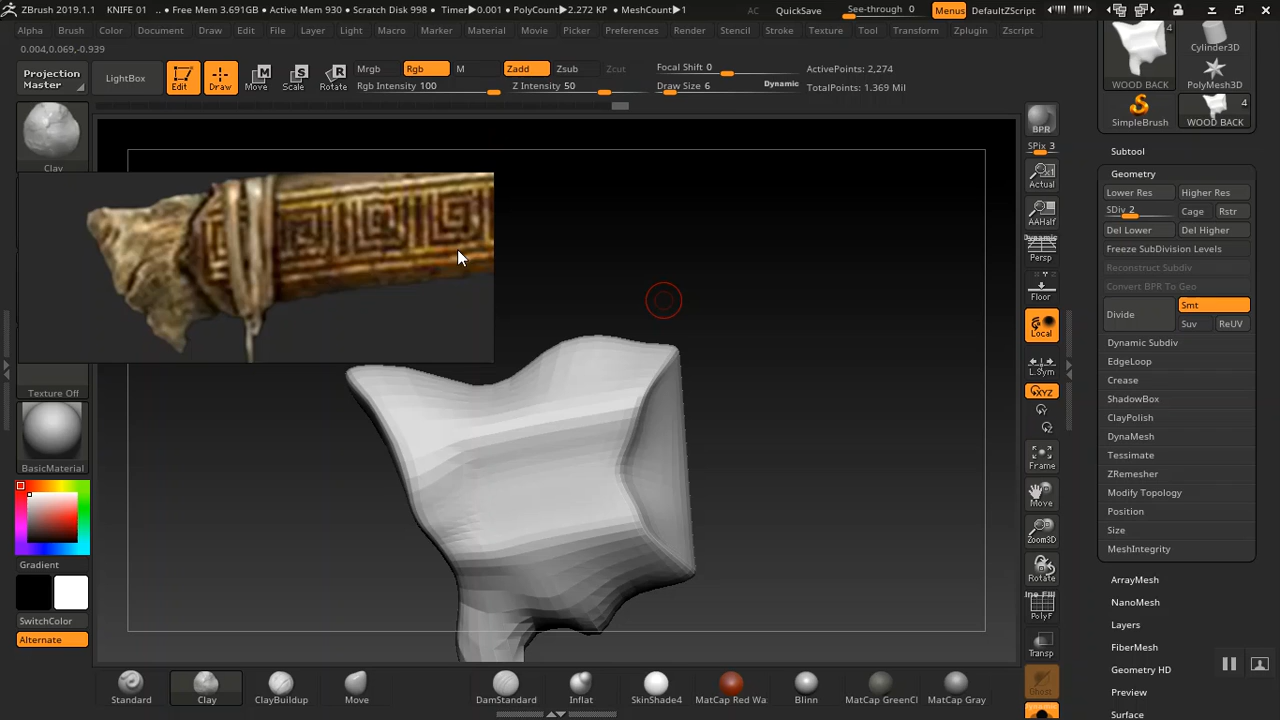 ZBrush 2019.1.1 KNIFE 01 .. • Free Mem 3.691GB • Active Mem 930 • Scratch Disk 998 • Timer▶0.001 • PolyCount▶2.272 KP • MeshCount▶1 AC QuickSave See-through 0 Menus DefaultZScript
Alpha Brush Color Document Draw Edit File Layer Light Macro Marker Material Movie Picker Preferences Render Stencil Stroke Texture Tool Transform Zplugin Zscript
0.004,0.069,-0.939
Projection Master
LightBox
Edit
Draw
Move
Scale
Rotate
Mrgb Rgb M
Rgb Intensity 100
Zadd Zsub Zcut
Z Intensity 50
Focal Shift 0
Draw Size 6 Dynamic
ActivePoints: 2,274
TotalPoints: 1.369 Mil
Clay
Texture Off
BasicMaterial
Gradient
SwitchColor
Alternate
BPR
SPix 3
Actual
AAHalf
Dynamic
Persp
Floor
Local
L.Sym
XYZ
Y
Z
Frame
Move
Zoom3D
Rotate
Line Fill
PolyF
Transp
Ghost
Dynamic
4
WOOD BACK
Cylinder3D
PolyMesh3D
SimpleBrush
4
WOOD BACK
Subtool
Geometry
Lower Res Higher Res
SDiv 2 Cage Rstr
Del Lower Del Higher
Freeze SubDivision Levels
Reconstruct Subdiv
Convert BPR To Geo
Divide
Smt
Suv ReUV
Dynamic Subdiv
EdgeLoop
Crease
ShadowBox
ClayPolish
DynaMesh
Tessimate
ZRemesher
Modify Topology
Position
Size
MeshIntegrity
ArrayMesh
NanoMesh
Layers
FiberMesh
Geometry HD
Preview
Surface
Standard Clay ClayBuildup Move DamStandard Inflat SkinShade4 MatCap Red Wa Blinn MatCap GreenCl MatCap Gray